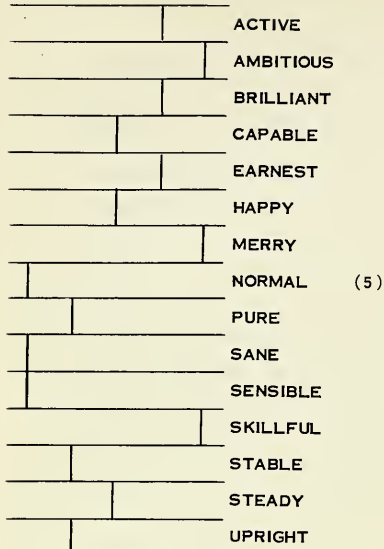 ACTIVE
AMBITIOUS
BRILLIANT
CAPABLE
EARNEST
HAPPY
MERRY
NORMAL (5)
PURE
SANE
SENSIBLE
SKILLFUL
STABLE
STEADY
UPRIGHT